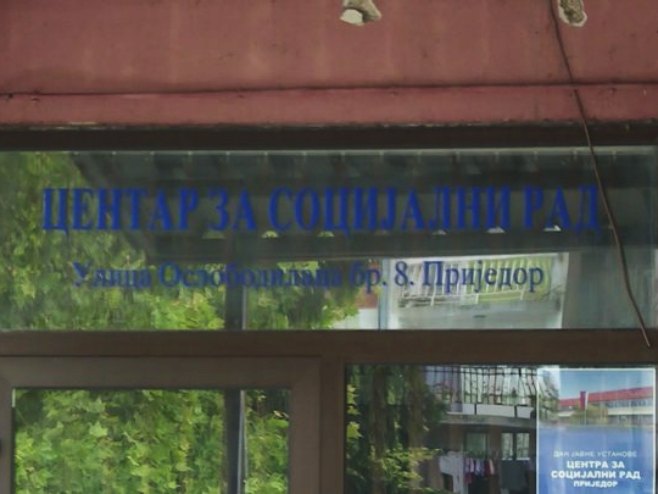 ЦЕНТАР ЗА СОЦИЈАЛНИ РАД
Улица Ослободилаца бр. 8. Приједор
ДАН ЈАВНЕ УСТАНОВЕ
ЦЕНТРА ЗА
СОЦИЈАЛНИ РАД
ПРИЈЕДОР